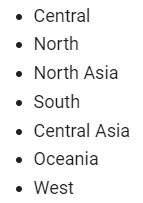 Central
North
North Asia
South
Central Asia
Oceania
West